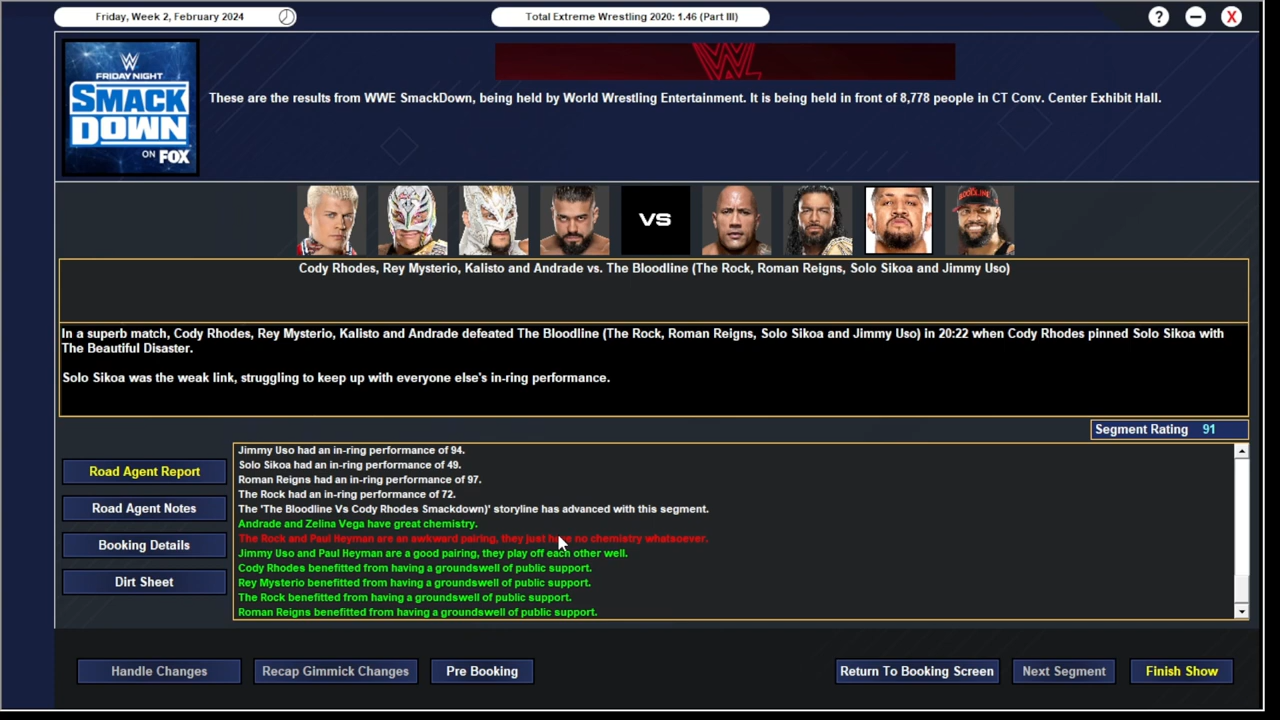 Friday, Week 2, February 2024
Total Extreme Wrestling 2020: 1.46 (Part III)
?
X
W
FRIDAY NIGHT
SMACK
DOWN
ON FOX
These are the results from WWE SmackDown, being held by World Wrestling Entertainment. It is being held in front of 8,778 people in CT Conv. Center Exhibit Hall.
VS
Cody Rhodes, Rey Mysterio, Kalisto and Andrade vs. The Bloodline (The Rock, Roman Reigns, Solo Sikoa and Jimmy Uso)
In a superb match, Cody Rhodes, Rey Mysterio, Kalisto and Andrade defeated The Bloodline (The Rock, Roman Reigns, Solo Sikoa and Jimmy Uso) in 20:22 when Cody Rhodes pinned Solo Sikoa with
The Beautiful Disaster.
Solo Sikoa was the weak link, struggling to keep up with everyone else's in-ring performance.
Segment Rating 91
Road Agent Report
Road Agent Notes
Booking Details
Dirt Sheet
Jimmy Uso had an in-ring performance of 94.
Solo Sikoa had an in-ring performance of 49.
Roman Reigns had an in-ring performance of 97.
The Rock had an in-ring performance of 72.
The 'The Bloodline Vs Cody Rhodes Smackdown)' storyline has advanced with this segment.
Andrade and Zelina Vega have great chemistry.
The Rock and Paul Heyman are an awkward pairing, they just have no chemistry whatsoever.
Jimmy Uso and Paul Heyman are a good pairing, they play off each other well.
Cody Rhodes benefitted from having a groundswell of public support.
Rey Mysterio benefitted from having a groundswell of public support.
The Rock benefitted from having a groundswell of public support.
Roman Reigns benefitted from having a groundswell of public support.
Handle Changes
Recap Gimmick Changes
Pre Booking
Return To Booking Screen
Next Segment
Finish Show